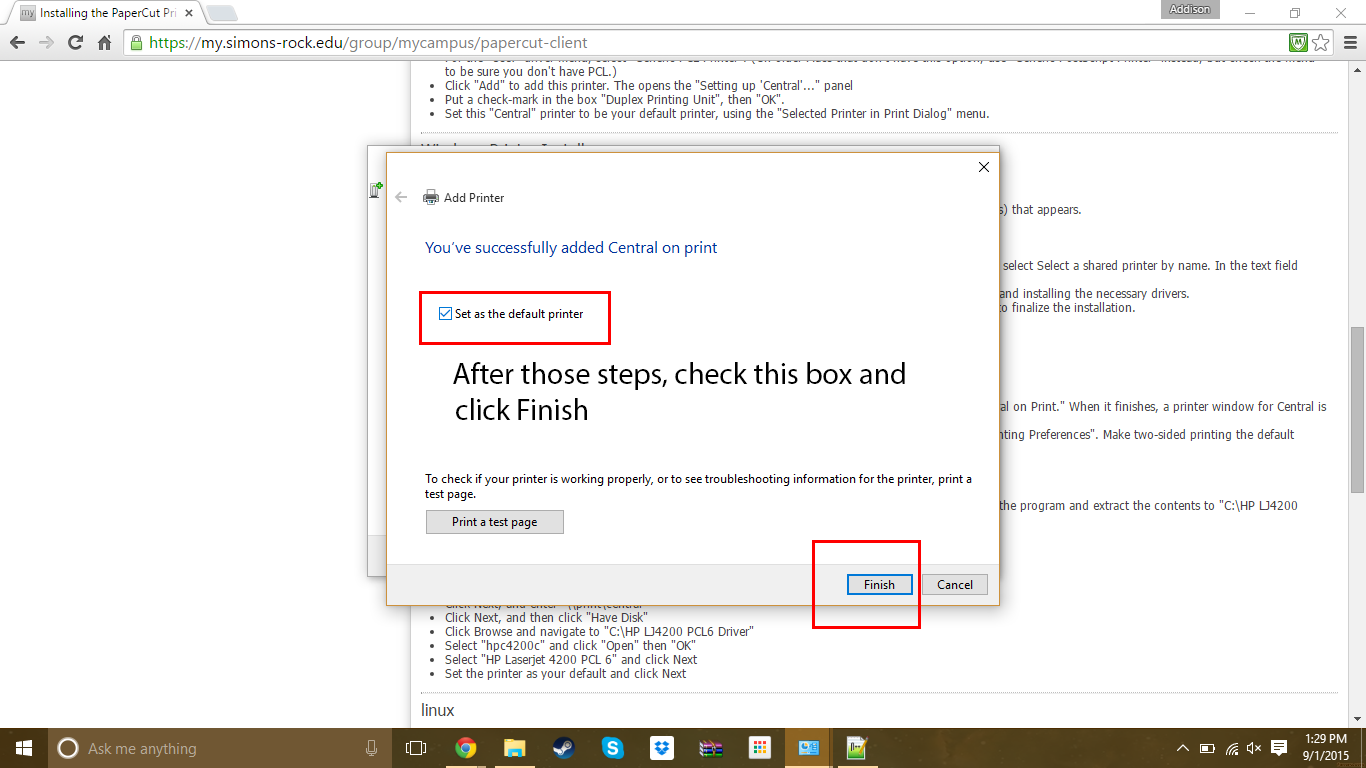 my Installing the PaperCut Pri
Addison
https://my.simons-rock.edu/group/mycampus/papercut-client
to be sure you don't have PCL.)
Click "Add" to add this printer. The opens the "Setting up 'Central'..." panel
Put a check-mark in the box "Duplex Printing Unit", then "OK".
Set this "Central" printer to be your default printer, using the "Selected Printer in Print Dialog" menu.
Add Printer
s) that appears.
You've successfully added Central on print
select Select a shared printer by name. In the text field
and installing the necessary drivers.
to finalize the installation.
Set as the default printer
After those steps, check this box and
click Finish
al on Print." When it finishes, a printer window for Central is
nting Preferences". Make two-sided printing the default
To check if your printer is working properly, or to see troubleshooting information for the printer, print a
test page.
the program and extract the contents to "C:\HP LJ4200
Print a test page
Finish
Cancel
Click Next, and enter "\\print\central"
Click Next, and then click "Have Disk"
Click Browse and navigate to "C:\HP LJ4200 PCL6 Driver"
Select "hpc4200c" and click "Open" then "OK"
Select "HP Laserjet 4200 PCL 6" and click Next
Set the printer as your default and click Next
linux
Ask me anything
1:29 PM
9/1/2015